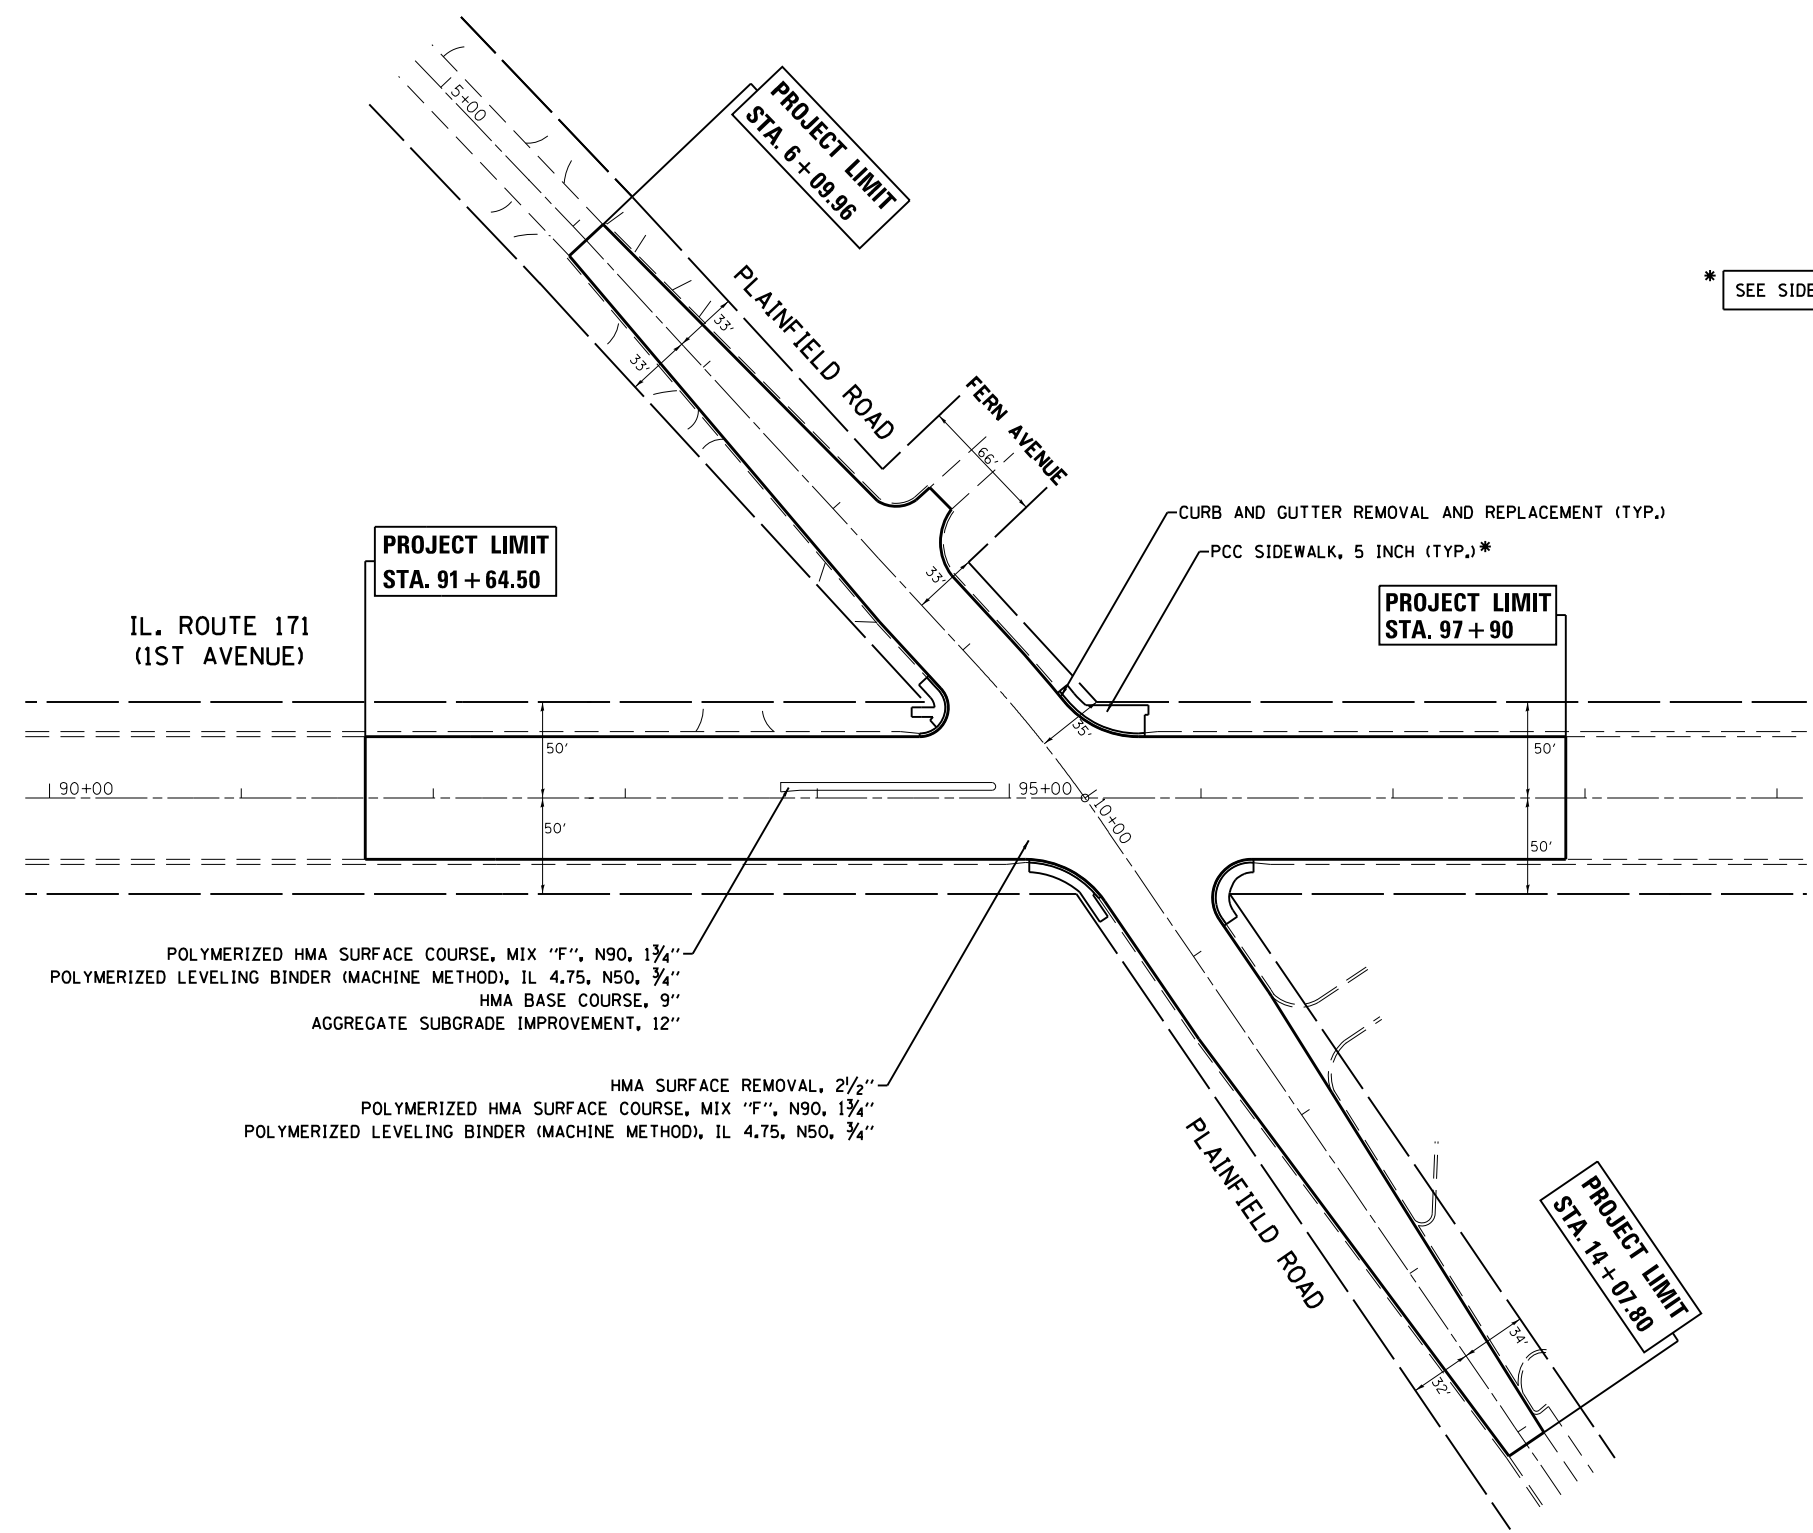 PROJECT LIMIT
STA. 6+09.96
5+00
* SEE SIDE
33'
33'
PLAINFIELD ROAD
FERN AVENUE
66'
CURB AND GUTTER REMOVAL AND REPLACEMENT (TYP.)
PCC SIDEWALK, 5 INCH (TYP.)*
33'
PROJECT LIMIT
STA. 91+64.50
PROJECT LIMIT
STA. 97+90
IL. ROUTE 171
(1ST AVENUE)
35'
50'
50'
90+00
95+00
10+00
50'
50'
POLYMERIZED HMA SURFACE COURSE, MIX "F", N90, 1¾"
POLYMERIZED LEVELING BINDER (MACHINE METHOD), IL 4.75, N50, ¾"
HMA BASE COURSE, 9"
AGGREGATE SUBGRADE IMPROVEMENT, 12"
HMA SURFACE REMOVAL, 2½"
POLYMERIZED HMA SURFACE COURSE, MIX "F", N90, 1¾"
POLYMERIZED LEVELING BINDER (MACHINE METHOD), IL 4.75, N50, ¾"
PLAINFIELD ROAD
PROJECT LIMIT
STA. 14+07.80
34'
32'